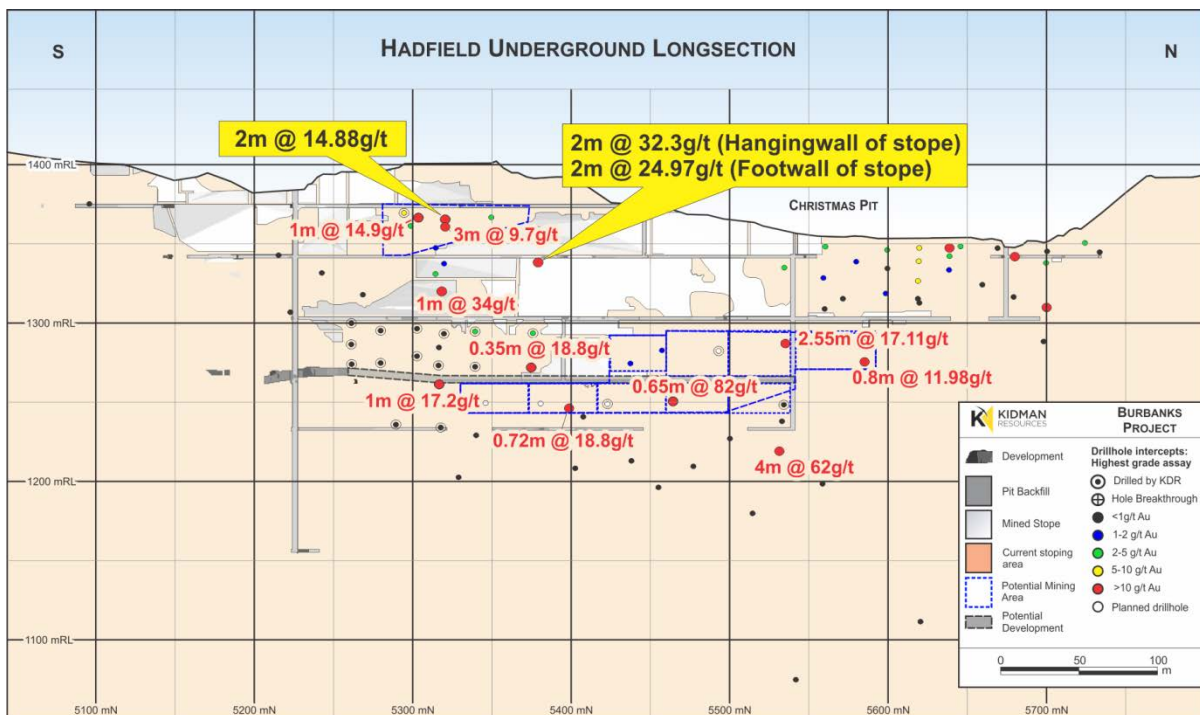 S
HADFIELD UNDERGROUND LONGSECTION
N
2m @ 14.88g/t
2m @ 32.3g/t (Hangingwall of stope)
2m @ 24.97g/t (Footwall of stope)
1400 mRL
CHRISTMAS PIT
1m @ 14.9g/t
3m @ 9.7g/t
1m @ 34g/t
1300 mRL
0.35m @ 18.8g/t
2.55m @ 17.11g/t
0.65m @ 82g/t
0.8m @ 11.98g/t
1m @ 17.2g/t
0.72m @ 18.8g/t
4m @ 62g/t
1200 mRL
1100 mRL
KIDMAN
RESOURCES
BURBANKS
PROJECT
Development
Pit Backfill
Mined Stope
Current stoping
area
Potential Mining
Area
Potential
Development
Drillhole intercepts:
Highest grade assay
Drilled by KDR
Hole Breakthrough
<1g/t Au
1-2 g/t Au
2-5 g/t Au
5-10 g/t Au
>10 g/t Au
Planned drillhole
0 50 100
m
5100 mN 5200 mN 5300 mN 5400 mN 5500 mN 5600 mN 5700 mN